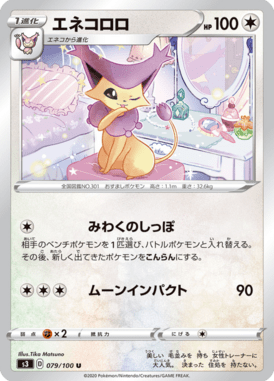 1進化 エネコロロ HP100
エネコから進化
全国図鑑NO.301 おすましポケモン 高さ：1.1m 重さ：32.6kg
みわくのしっぽ
相手のベンチポケモンを1匹選び、バトルポケモンと入れ替える。
その後、新しく出てきたポケモンをこんらんにする。
ムーンインパクト 90
弱点 ×2 抵抗力 にげる
Illus.Tika Matsuno
s3 D 079/100 U
©2020 Pokémon/Nintendo/Creatures/GAME FREAK.
美しい 毛並みを 持ち 女性トレーナーに
大人気。 決まった 住処を 持たない。